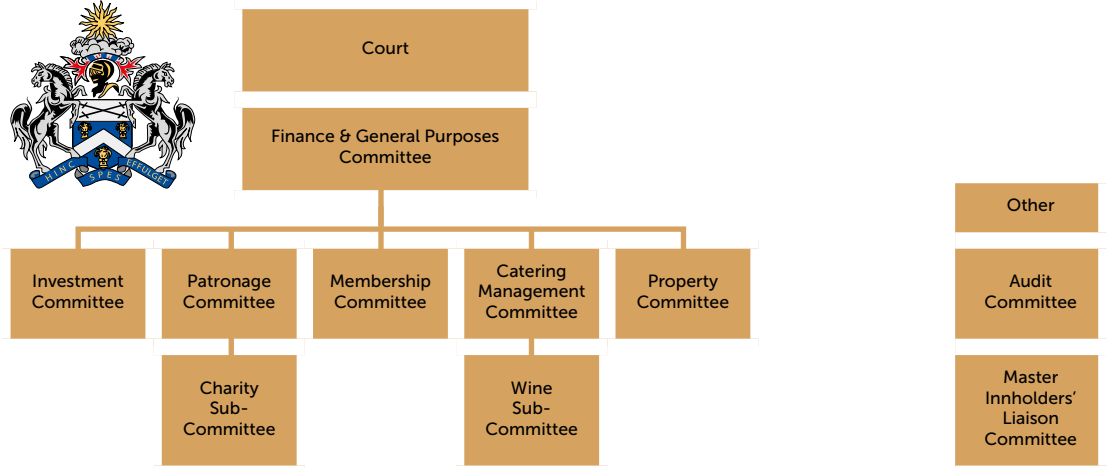 Court
Finance & General Purposes
Committee
HINC
SPES
EFFULGET
Other
Investment
Committee
Patronage
Committee
Membership
Committee
Catering
Management
Committee
Property
Committee
Audit
Committee
Charity
Sub-
Committee
Wine
Sub-
Committee
Master
Innholders’
Liaison
Committee